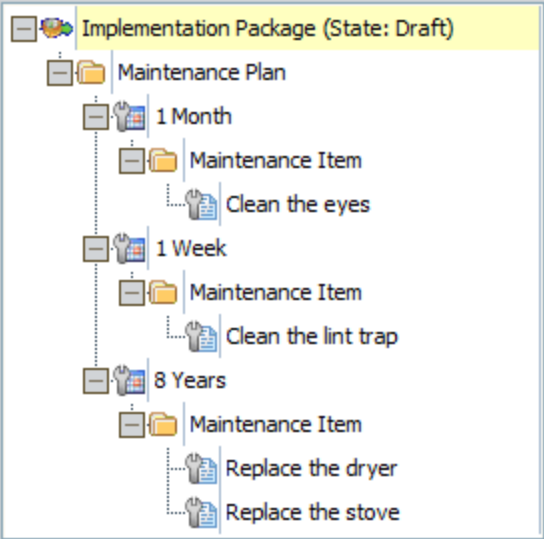 Implementation Package (State: Draft)
Maintenance Plan
1 Month
Maintenance Item
Clean the eyes
1 Week
Maintenance Item
Clean the lint trap
8 Years
Maintenance Item
Replace the dryer
Replace the stove